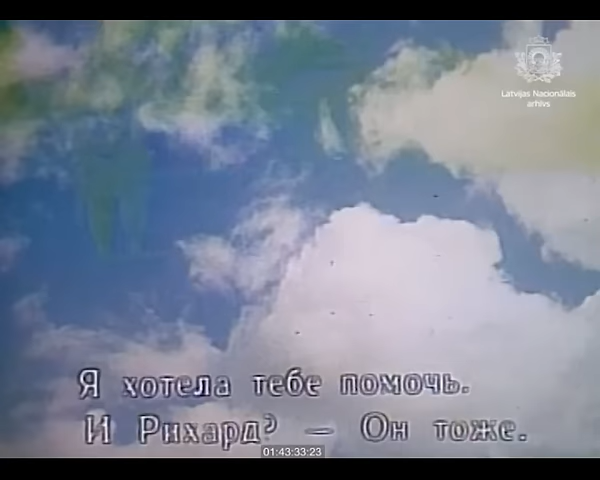 Latvijas Nacionālais
arhīvs
Я хотела тебе помочь.
И Рихард? — Он тоже.
01:43:33:23